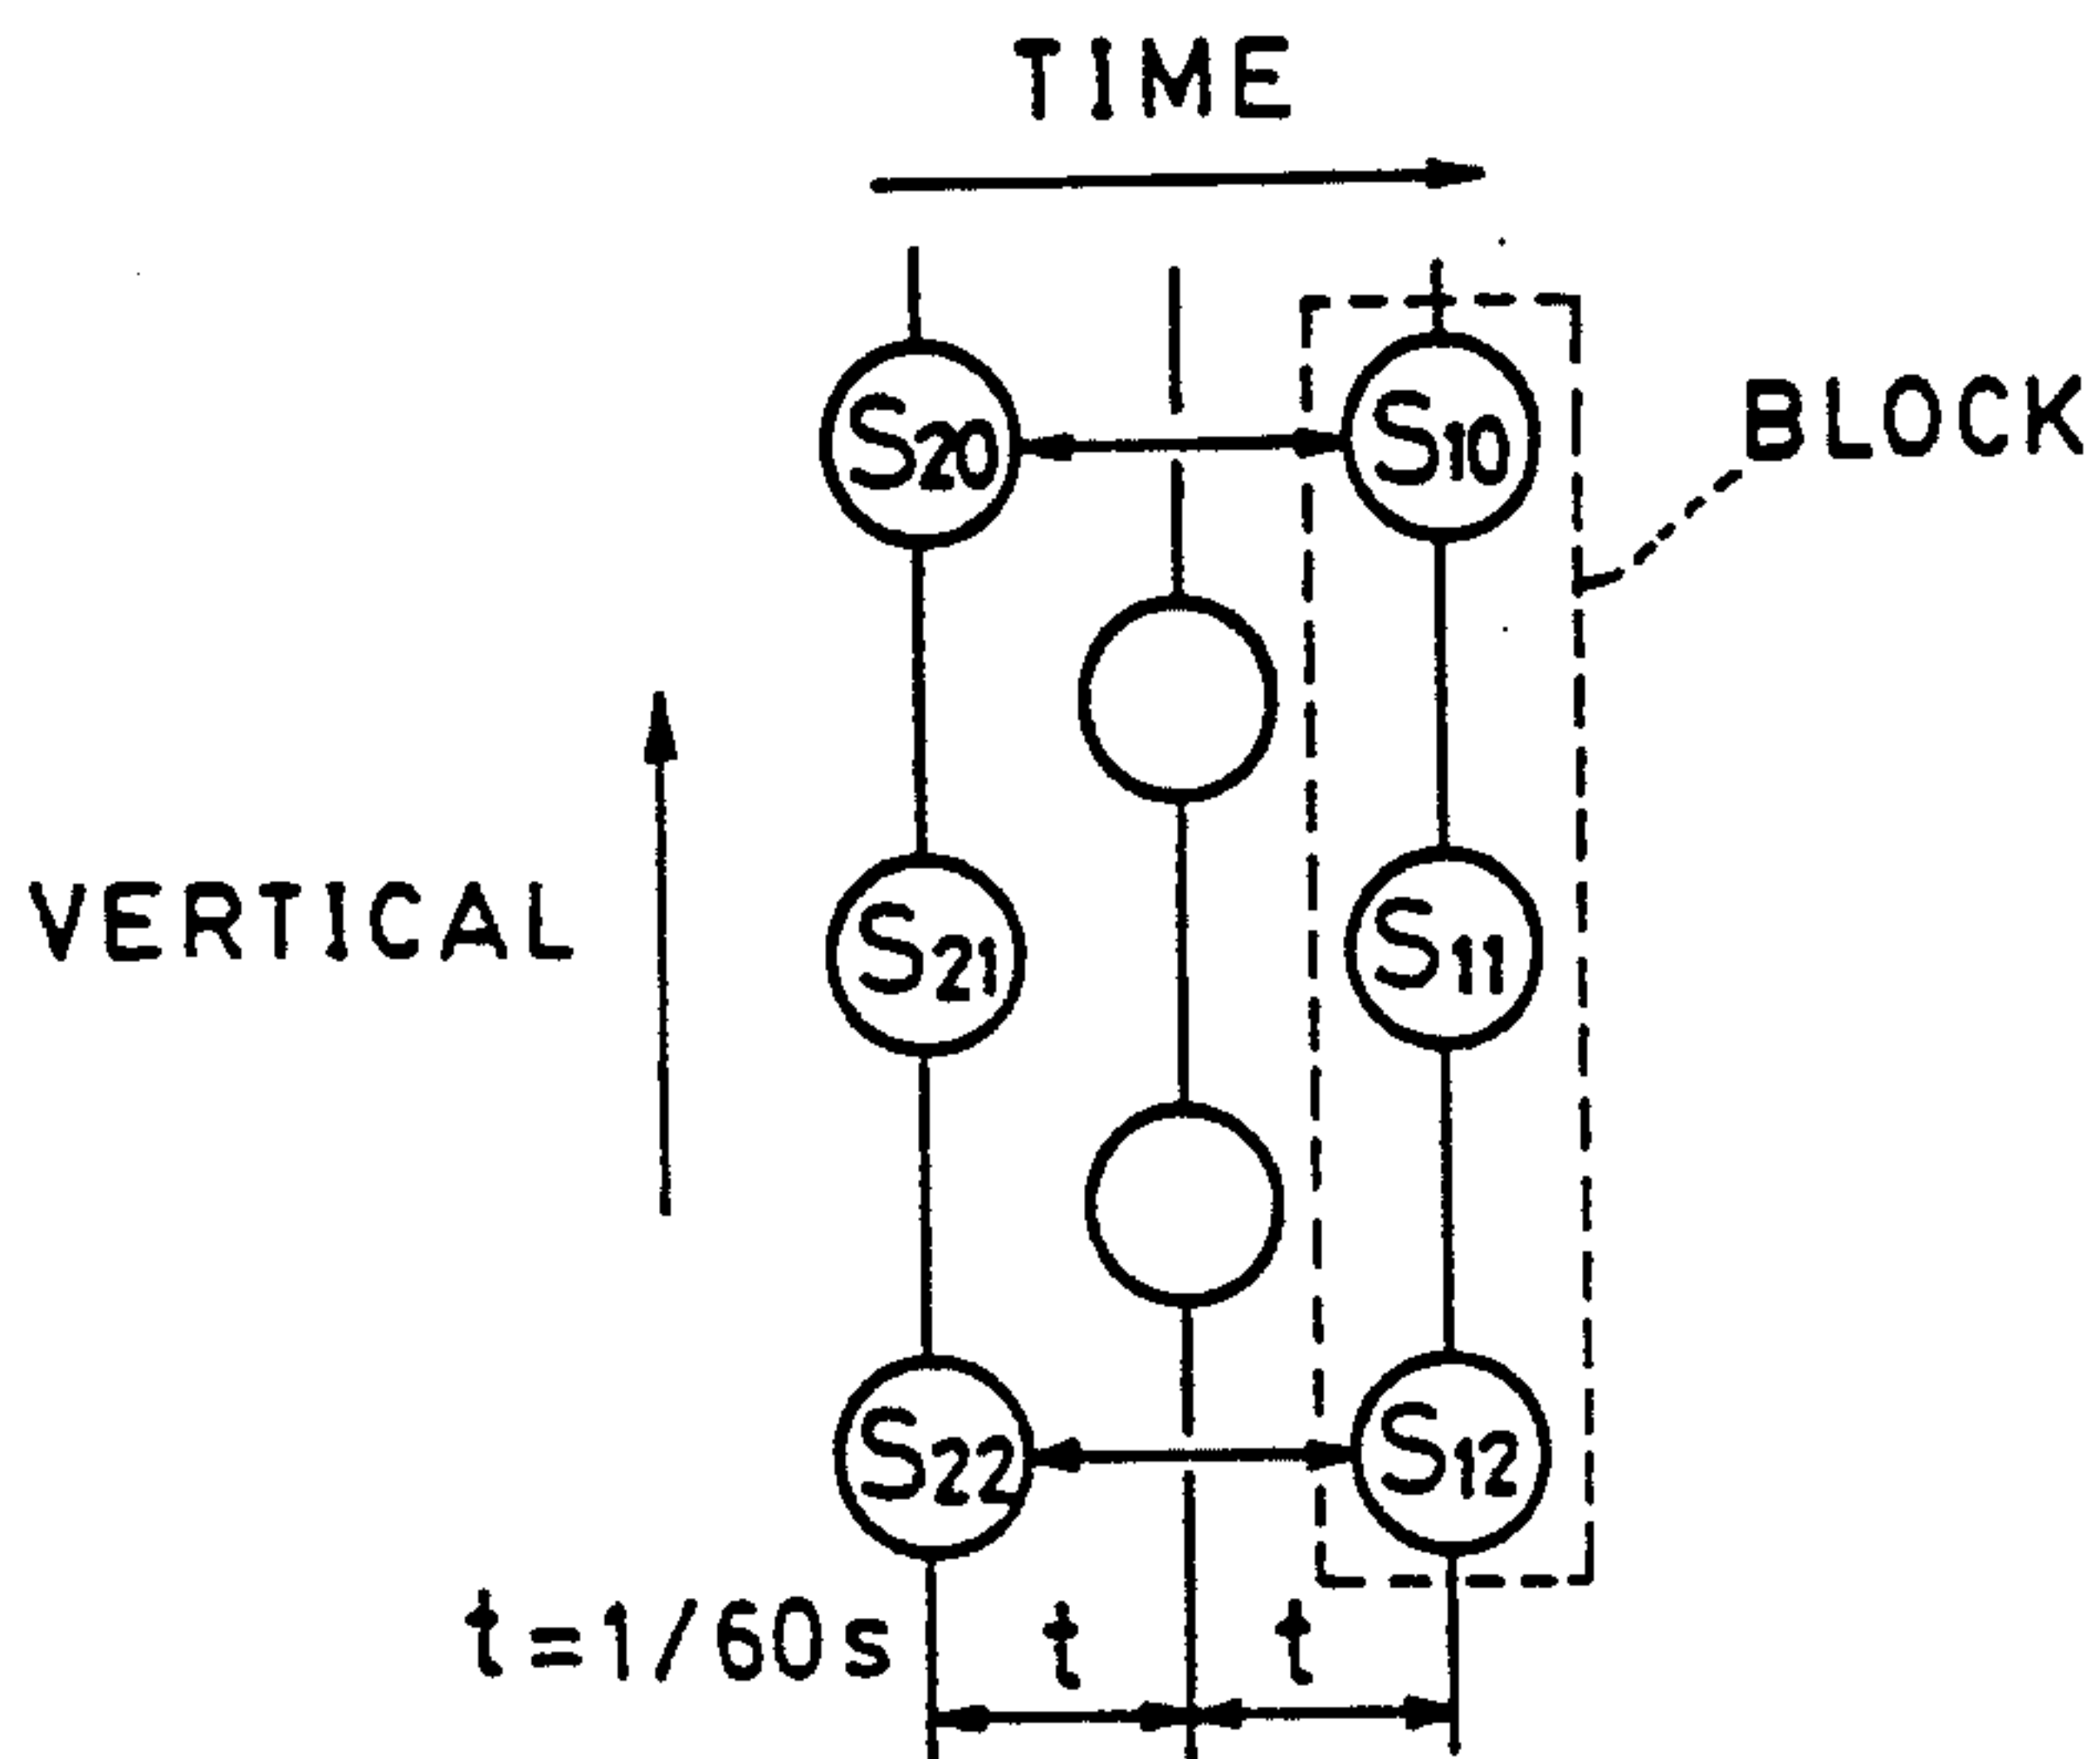 TIME
BLOCK
S20 S10
VERTICAL
S21 S11
S22 S12
t=1/60s t t